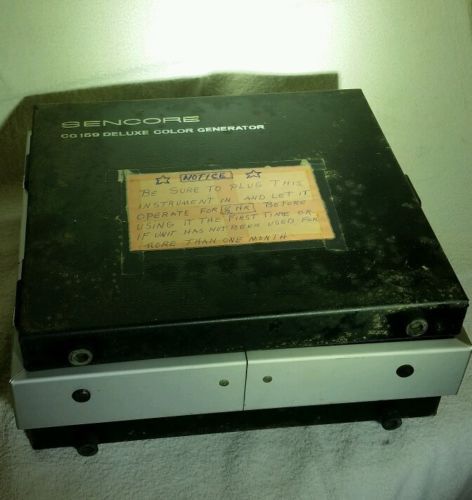 SENCORE
CG159 DELUXE COLOR GENERATOR
☆ NOTICE ☆
BE SURE TO PLUG THIS
INSTRUMENT IN AND LET IT
OPERATE FOR ½ HR BEFORE
USING IT THE FIRST TIME OR
IF UNIT HAS NOT BEEN USED FOR
MORE THAN ONE MONTH